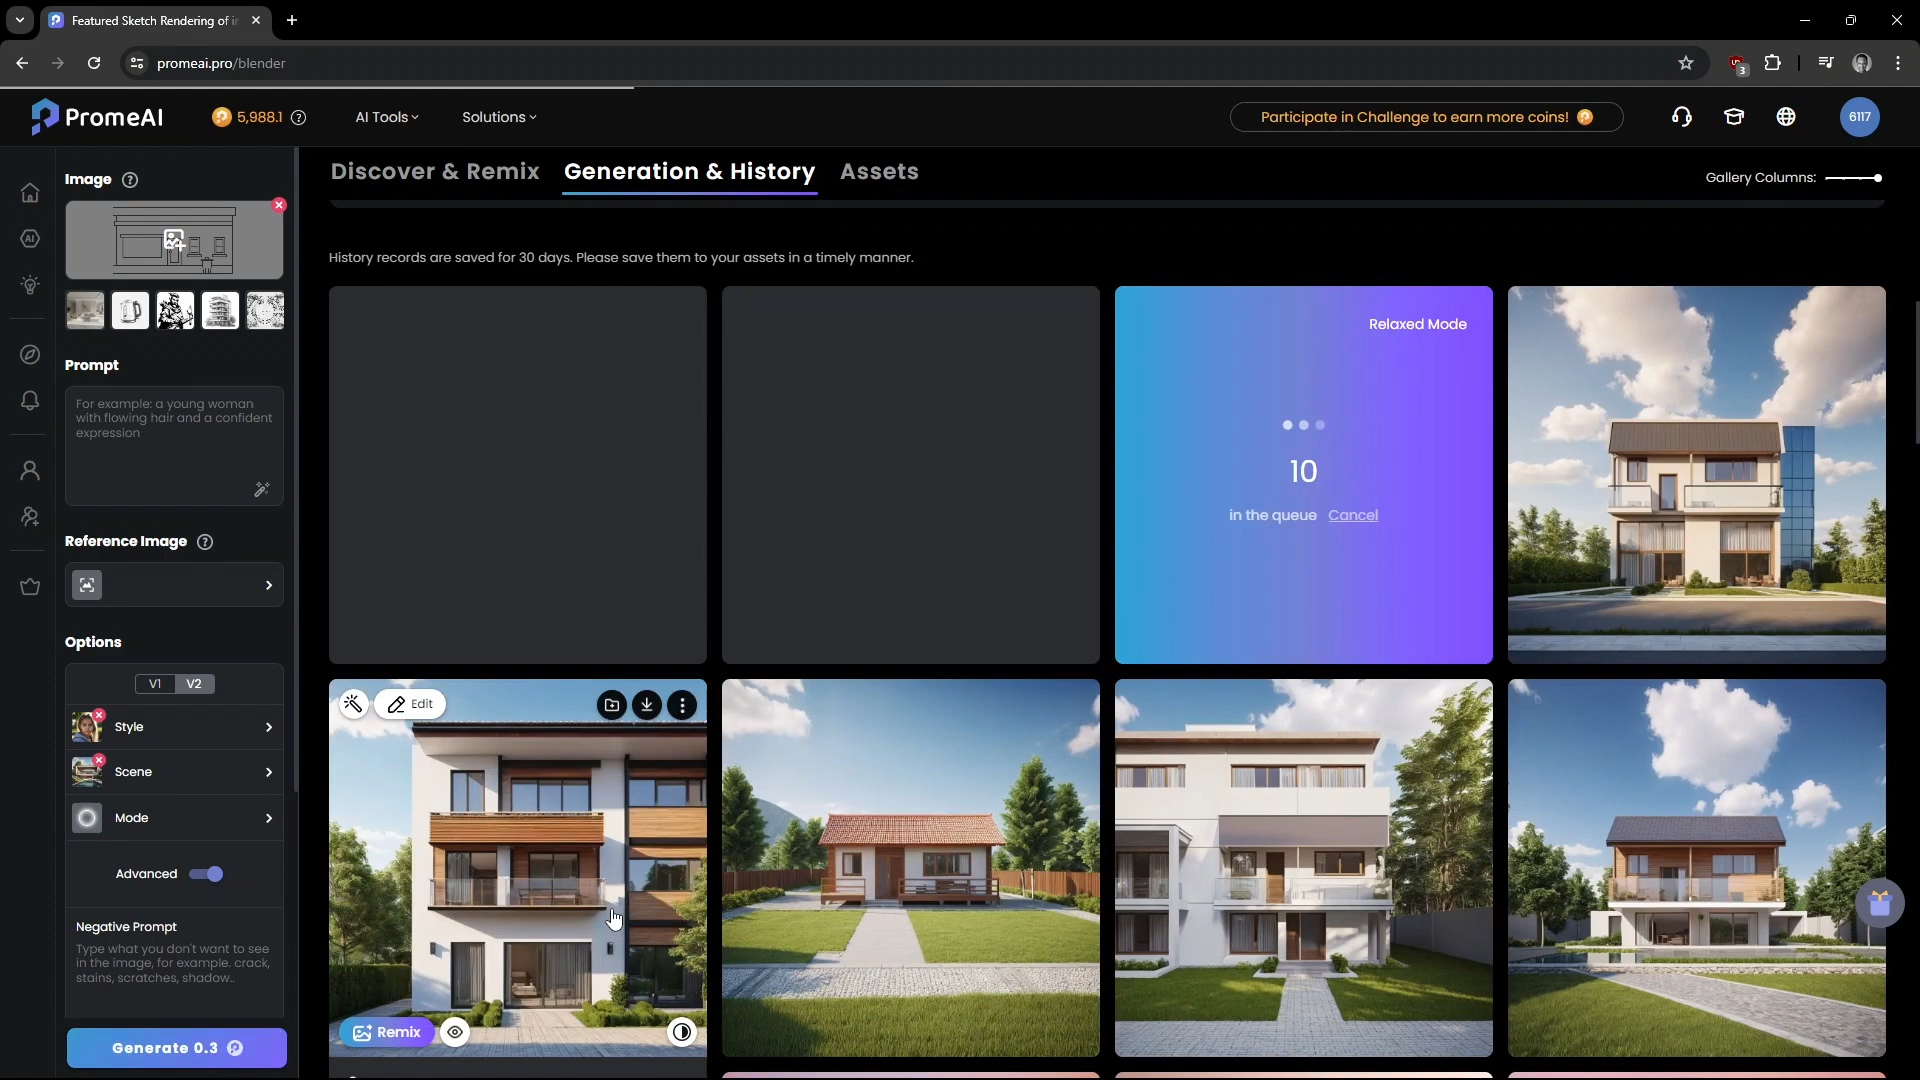 Featured Sketch Rendering of i
promeai.pro/blender
3
PromeAI
5,988.1
AI Tools
Solutions
Participate in Challenge to earn more coins!
6117
Image
Discover & Remix
Generation & History
Assets
Gallery Columns:
History records are saved for 30 days. Please save them to your assets in a timely manner.
AI
Relaxed Mode
10
in the queue Cancel
Prompt
For example: a young woman
with flowing hair and a confident
expression
Reference Image
Options
V1
V2
Style
Scene
Mode
Advanced
Negative Prompt
Type what you don't want to see
in the image, for example. crack,
stains, scratches, shadow..
Generate 0.3
Edit
Remix